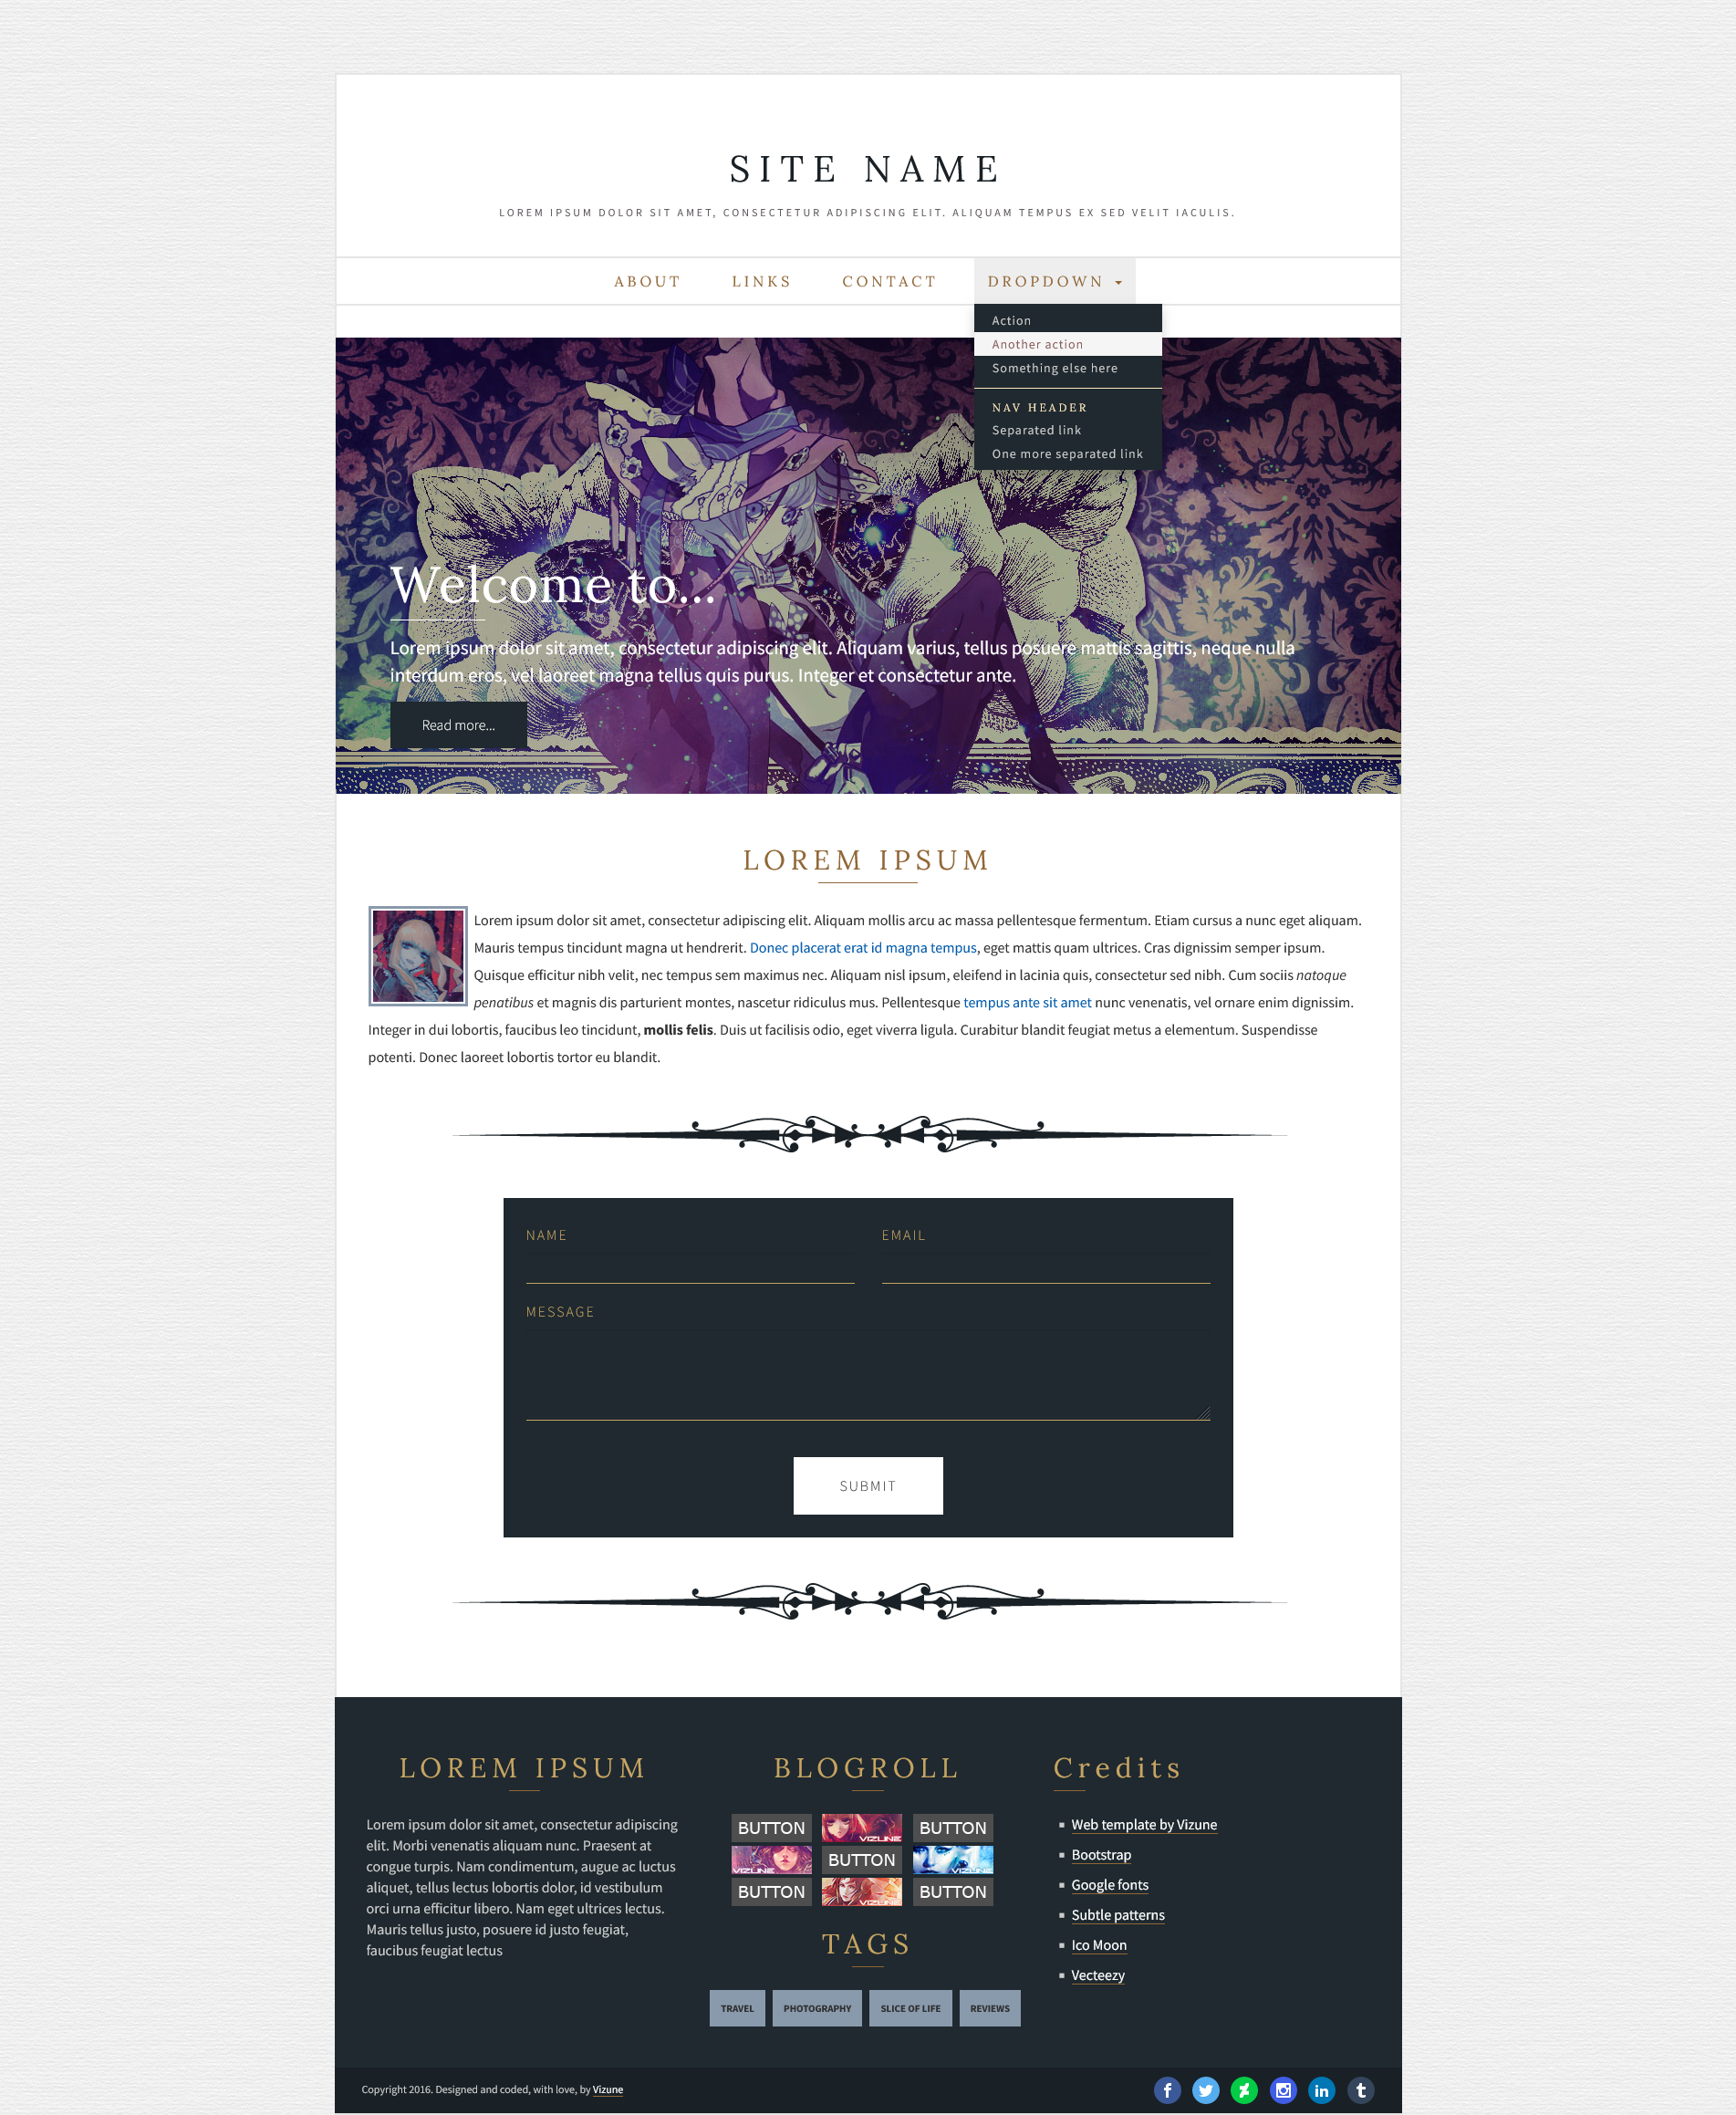 SITE NAME
LOREM IPSUM DOLOR SIT AMET, CONSECTETUR ADIPISCING ELIT. ALIQUAM TEMPUS EX SED VELIT IACULIS.
ABOUT LINKS CONTACT DROPDOWN
Action
Another action
Something else here
NAV HEADER
Separated link
One more separated link
Welcome to...
Lorem ipsum dolor sit amet, consectetur adipiscing elit. Aliquam varius, tellus posuere mattis sagittis, neque nulla
interdum eros, vel laoreet magna tellus quis purus. Integer et consectetur ante.
Read more...
LOREM IPSUM
Lorem ipsum dolor sit amet, consectetur adipiscing elit. Aliquam mollis arcu ac massa pellentesque fermentum. Etiam cursus a nunc eget aliquam.
Mauris tempus tincidunt magna ut hendrerit. Donec placerat erat id magna tempus, eget mattis quam ultrices. Cras dignissim semper ipsum.
Quisque efficitur nibh velit, nec tempus sem maximus nec. Aliquam nisl ipsum, eleifend in lacinia quis, consectetur sed nibh. Cum sociis natoque
penatibus et magnis dis parturient montes, nascetur ridiculus mus. Pellentesque tempus ante sit amet nunc venenatis, vel ornare enim dignissim.
Integer in dui lobortis, faucibus leo tincidunt, mollis felis. Duis ut facilisis odio, eget viverra ligula. Curabitur blandit feugiat metus a elementum. Suspendisse
potenti. Donec laoreet lobortis tortor eu blandit.
NAME EMAIL
MESSAGE
SUBMIT
LOREM IPSUM
Lorem ipsum dolor sit amet, consectetur adipiscing
elit. Morbi venenatis aliquam nunc. Praesent at
congue turpis. Nam condimentum, augue ac luctus
aliquet, tellus lectus lobortis dolor, id vestibulum
orci urna efficitur libero. Nam eget ultrices lectus.
Mauris tellus justo, posuere id justo feugiat,
faucibus feugiat lectus
BLOGROLL
BUTTON VIZUNE BUTTON
VIZUNE BUTTON VIZUNE
BUTTON VIZUNE BUTTON
TAGS
TRAVEL PHOTOGRAPHY SLICE OF LIFE REVIEWS
Credits
Web template by Vizune
Bootstrap
Google fonts
Subtle patterns
Ico Moon
Vecteezy
Copyright 2016. Designed and coded, with love, by Vizune